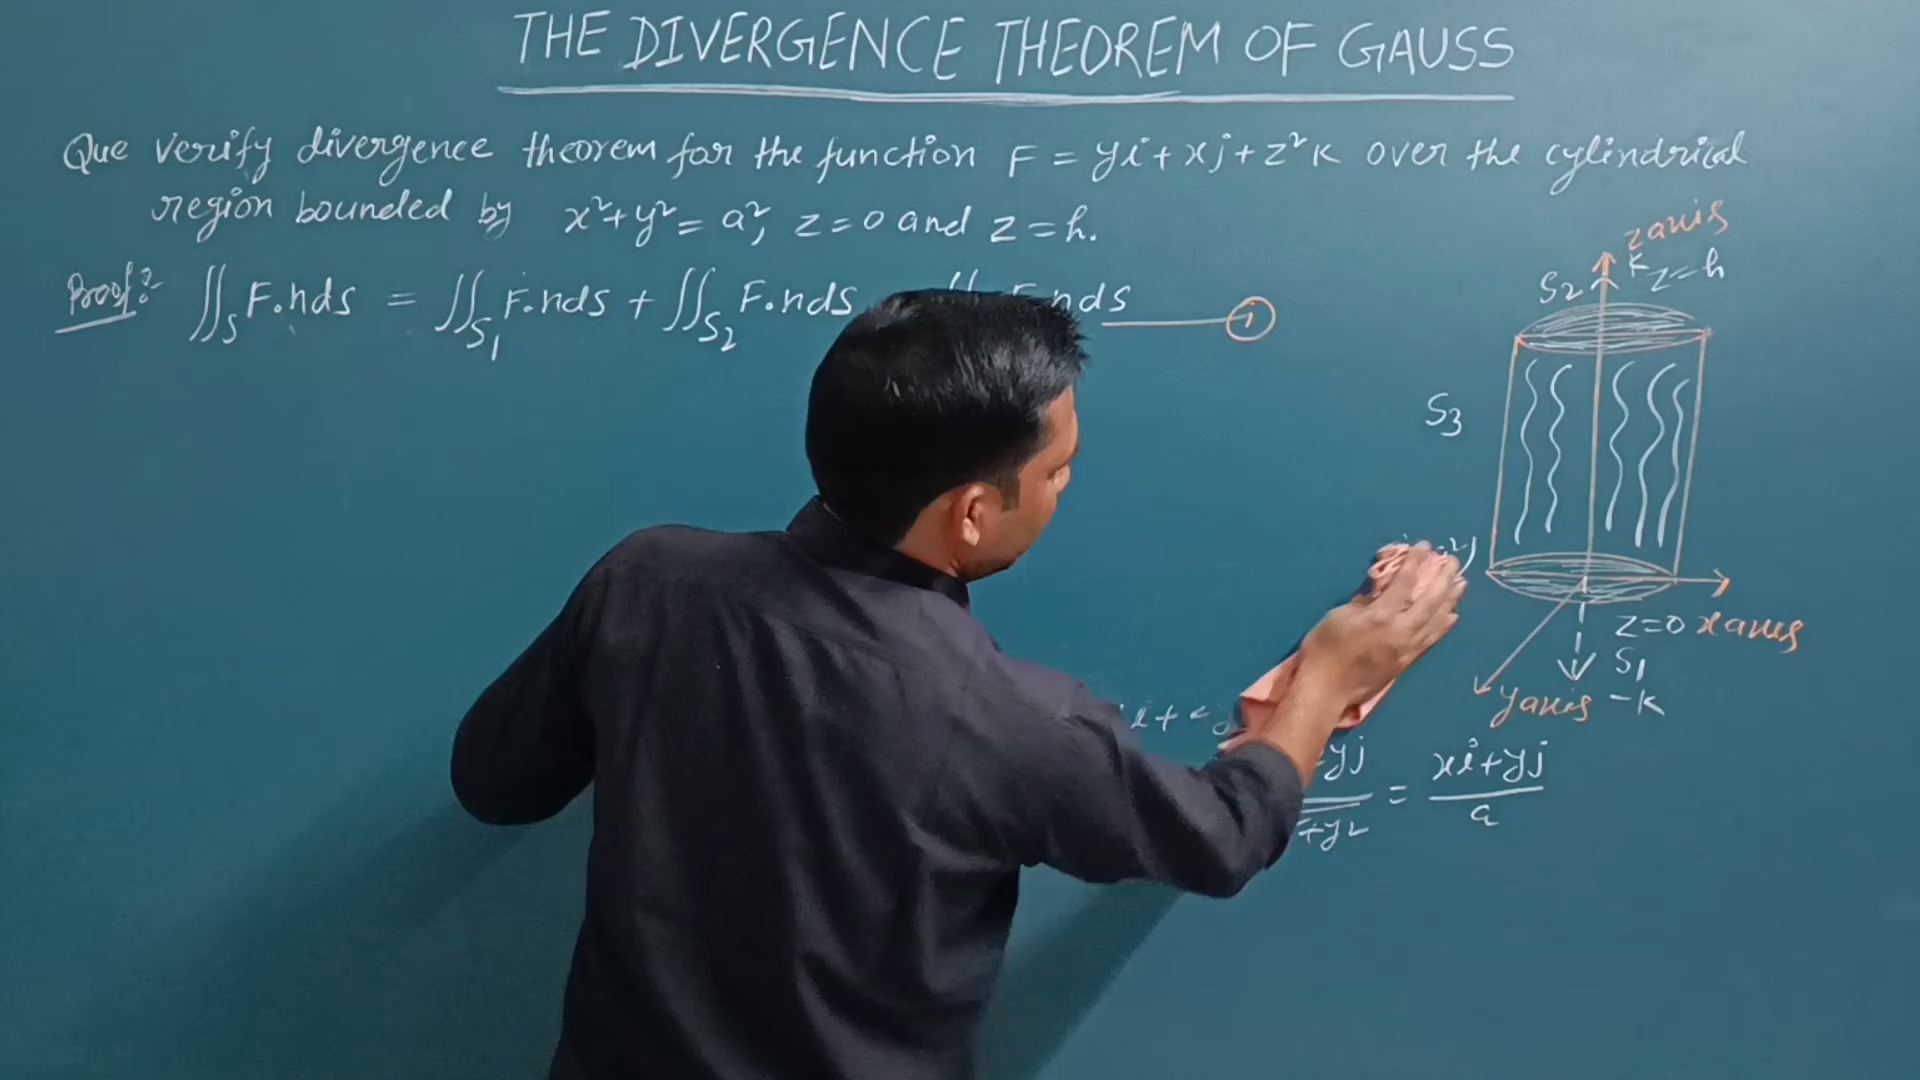 THE DIVERGENCE THEOREM OF GAUSS
Que verify divergence theorem for the function F = yi + xj + z²k over the cylindrical
region bounded by x²+y² = a², z=0 and z=h.
Proof:- ∬S F.nds = ∬S1 F.nds + ∬S2 F.nds nds ——— i
z axis
k
S2 z=h
S3
z=0 x axis
S1
y axis -k
yj / +y2 = xi+yj / a